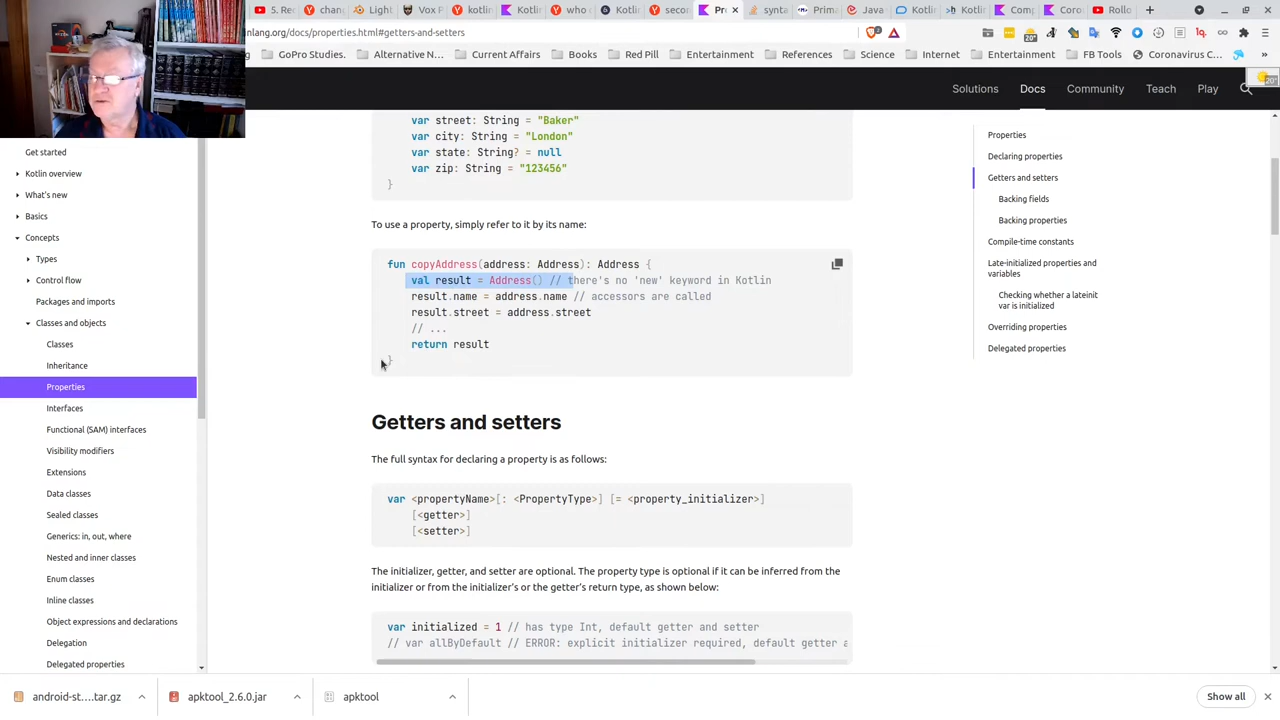 5. Rec
chan
Light
Vox P
kotlin
Kotlin
who o
Kotli
secon
Pro
synta
Prima
Java
Kotlin
Kotlin
Comp
Coro
Rollo
nlang.org/docs/properties.html#getters-and-setters
GoPro Studies.
Alternative N...
Current Affairs
Books
Red Pill
Entertainment
References
Science
Internet
Entertainment
FB Tools
Coronavirus C...
Solutions
Docs
Community
Teach
Play
Get started
Kotlin overview
What's new
Basics
Concepts
Types
Control flow
Packages and imports
Classes and objects
Classes
Inheritance
Properties
Interfaces
Functional (SAM) interfaces
Visibility modifiers
Extensions
Data classes
Sealed classes
Generics: in, out, where
Nested and inner classes
Enum classes
Inline classes
Object expressions and declarations
Delegation
Delegated properties
var street: String = "Baker"
var city: String = "London"
var state: String? = null
var zip: String = "123456"
}
To use a property, simply refer to it by its name:
fun copyAddress(address: Address): Address {
val result = Address() // there's no 'new' keyword in Kotlin
result.name = address.name // accessors are called
result.street = address.street
// ...
return result
}
Getters and setters
The full syntax for declaring a property is as follows:
var <propertyName>[: <PropertyType>] [= <property_initializer>]
[<getter>]
[<setter>]
The initializer, getter, and setter are optional. The property type is optional if it can be inferred from the
initializer or from the initializer's or the getter's return type, as shown below:
var initialized = 1 // has type Int, default getter and setter
// var allByDefault // ERROR: explicit initializer required, default getter a
Properties
Declaring properties
Getters and setters
Backing fields
Backing properties
Compile-time constants
Late-initialized properties and
variables
Checking whether a lateinit
var is initialized
Overriding properties
Delegated properties
android-st....tar.gz
apktool_2.6.0.jar
apktool
Show all